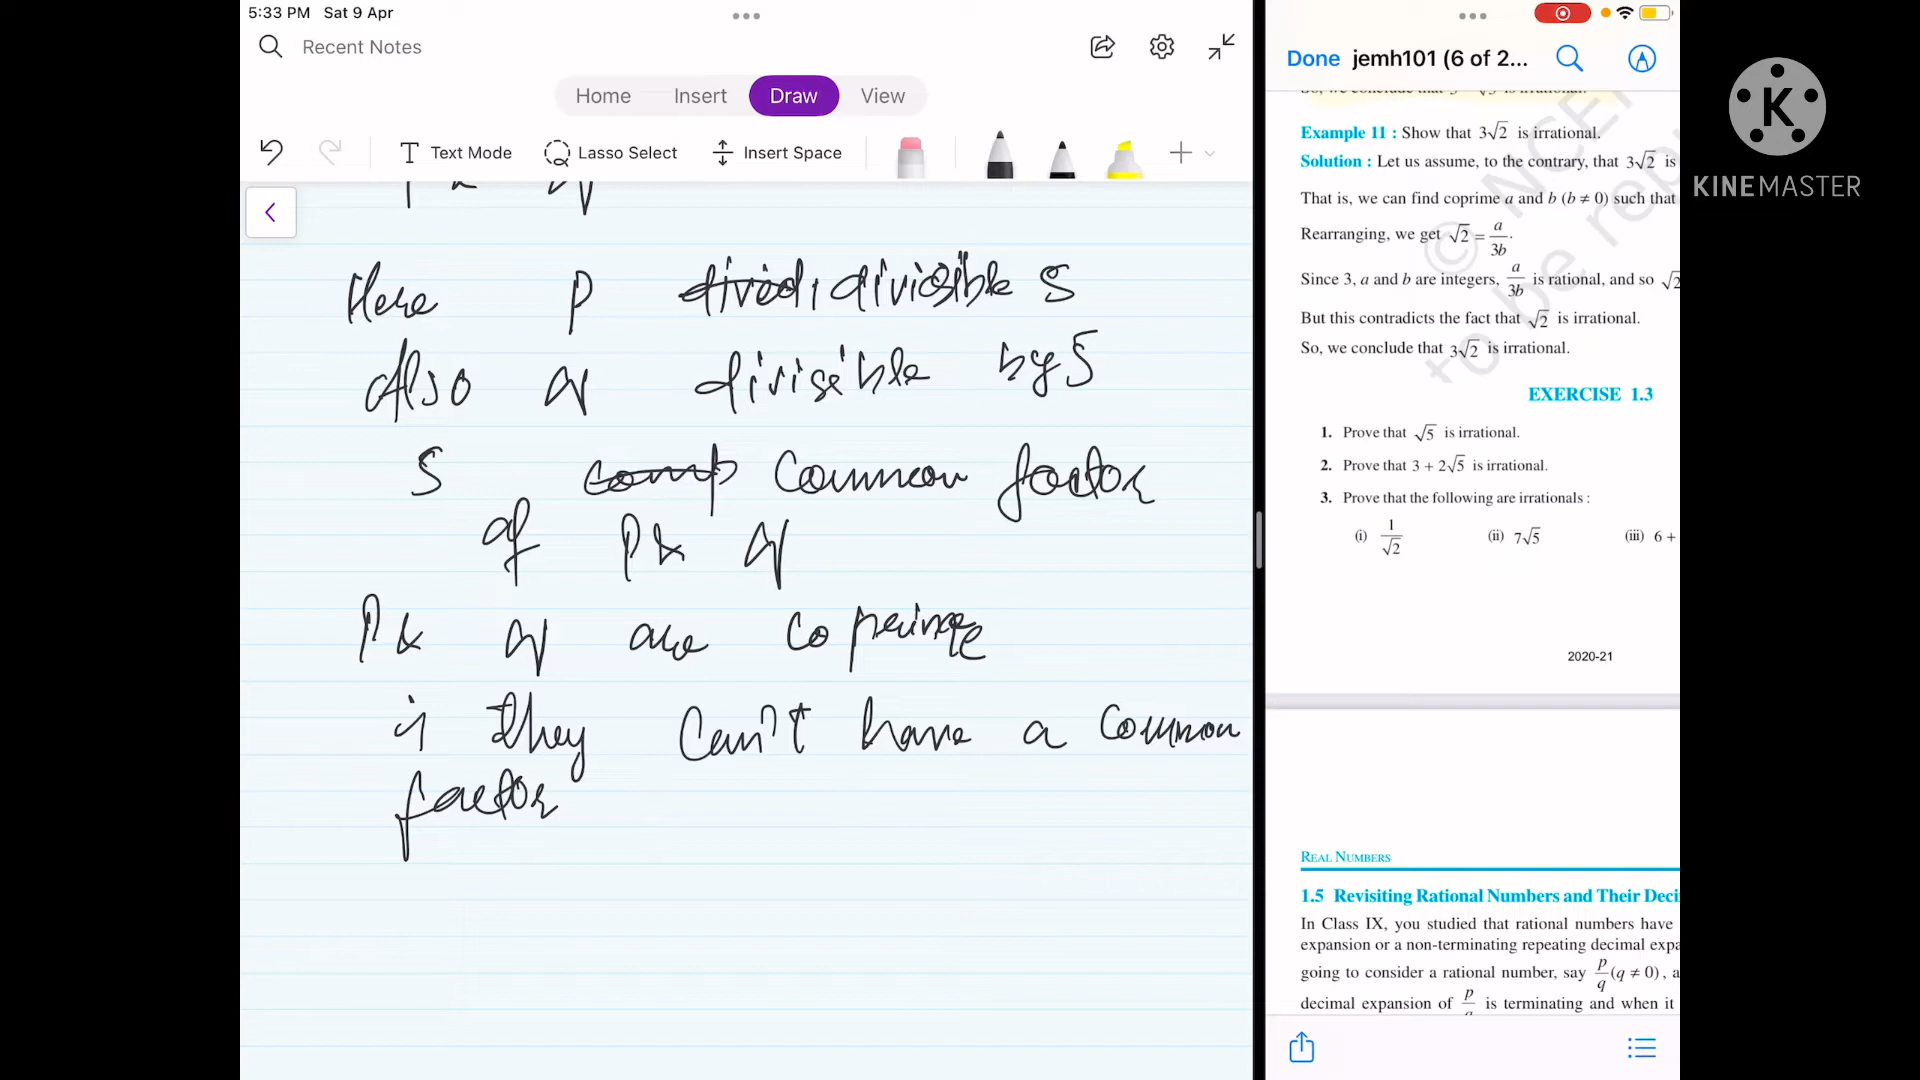 5:33 PM Sat 9 Apr
Recent Notes
Home Insert Draw View
Text Mode Lasso Select Insert Space
Here p divisible 5
Also q divisible by 5
5 common factor
of P & q
P & q are co prime
they can't have a common
factor
Done jemh101 (6 of 2...
Example 11 : Show that 3√2 is irrational.
Solution : Let us assume, to the contrary, that 3√2 is
That is, we can find coprime a and b (b ≠ 0) such that
Rearranging, we get √2 = a/3b.
Since 3, a and b are integers, a/3b is rational, and so √2
But this contradicts the fact that √2 is irrational.
So, we conclude that 3√2 is irrational.
EXERCISE 1.3
1. Prove that √5 is irrational.
2. Prove that 3 + 2√5 is irrational.
3. Prove that the following are irrationals :
(i) 1/√2 (ii) 7√5 (iii) 6 +
2020-21
REAL NUMBERS
1.5 Revisiting Rational Numbers and Their Deci
In Class IX, you studied that rational numbers have
expansion or a non-terminating repeating decimal expa
going to consider a rational number, say p/q (q ≠ 0), a
decimal expansion of p/q is terminating and when it
K
KINEMASTER